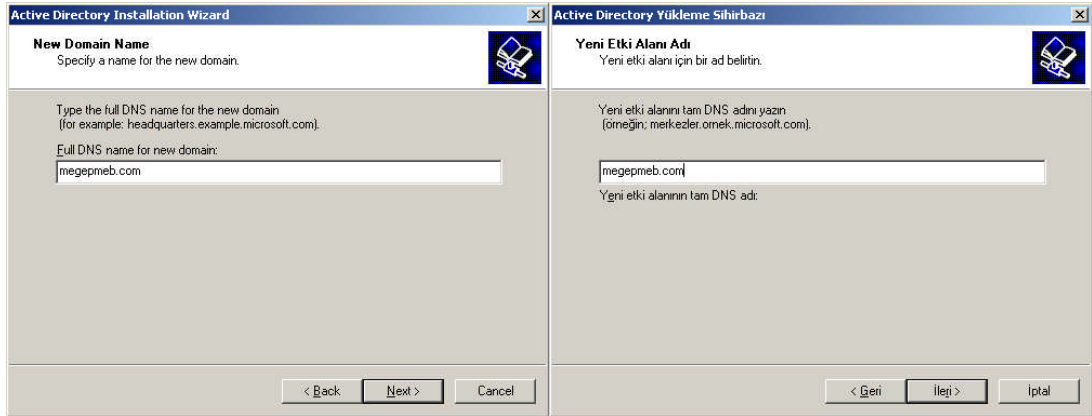 Active Directory Installation Wizard
New Domain Name
Specify a name for the new domain.
Type the full DNS name for the new domain
(for example: headquarters.example.microsoft.com).
Full DNS name for new domain:
megepmeb.com
< Back
Next >
Cancel
Active Directory Yükleme Sihirbazı
Yeni Etki Alanı Adı
Yeni etki alanı için bir ad belirtin.
Yeni etki alanını tam DNS adını yazın
(örneğin; merkezler.ornek.microsoft.com).
megepmeb.com
Yeni etki alanının tam DNS adı:
< Geri
İleri >
İptal